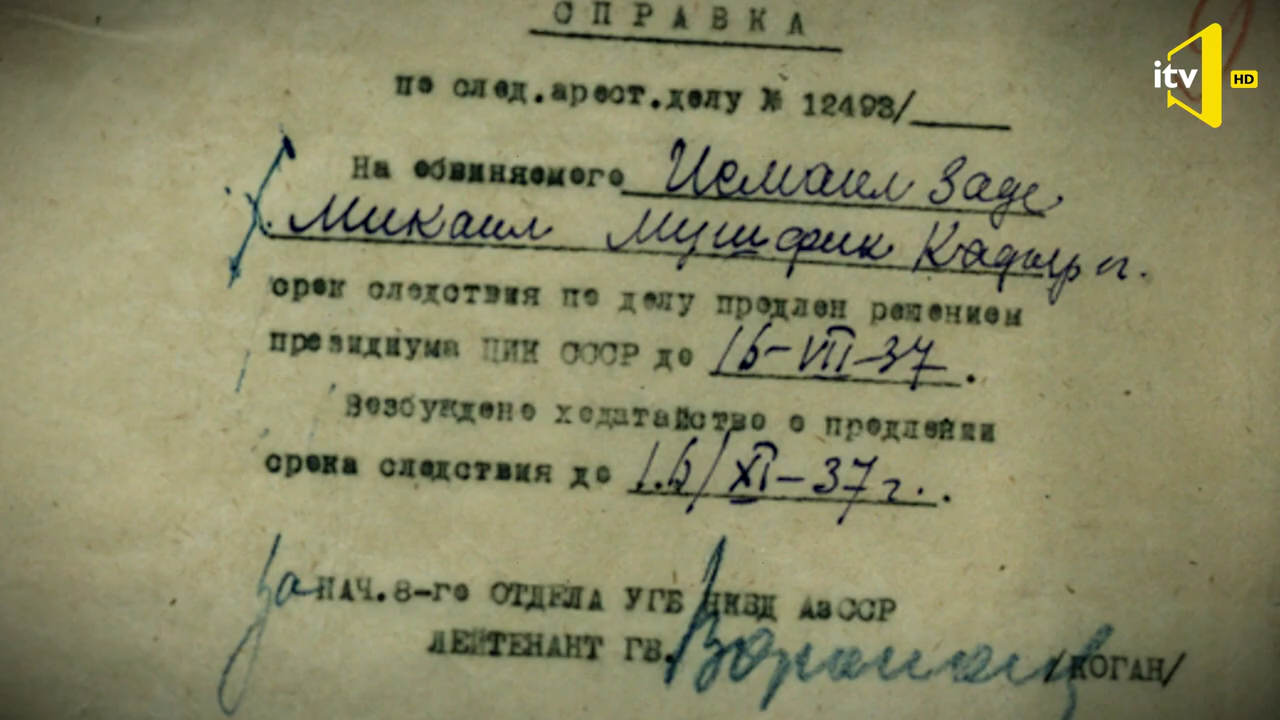 СПРАВКА
itv HD
по след.арест.делу № 12493/
На обвиняемого Исмаил Заде
Микаил Мушфик Кадыр
срок следствия по делу продлен решением
президиума ЦИК СССР до 16-VII-37 .
Возбуждено ходатайство о продлении
срока следствия до 1.6/XI-37 г. .
за НАЧ.8-го ОТДЕЛА УГБ НКВД АзССР
ЛЕЙТЕНАНТ ГБ. /КОГАН/